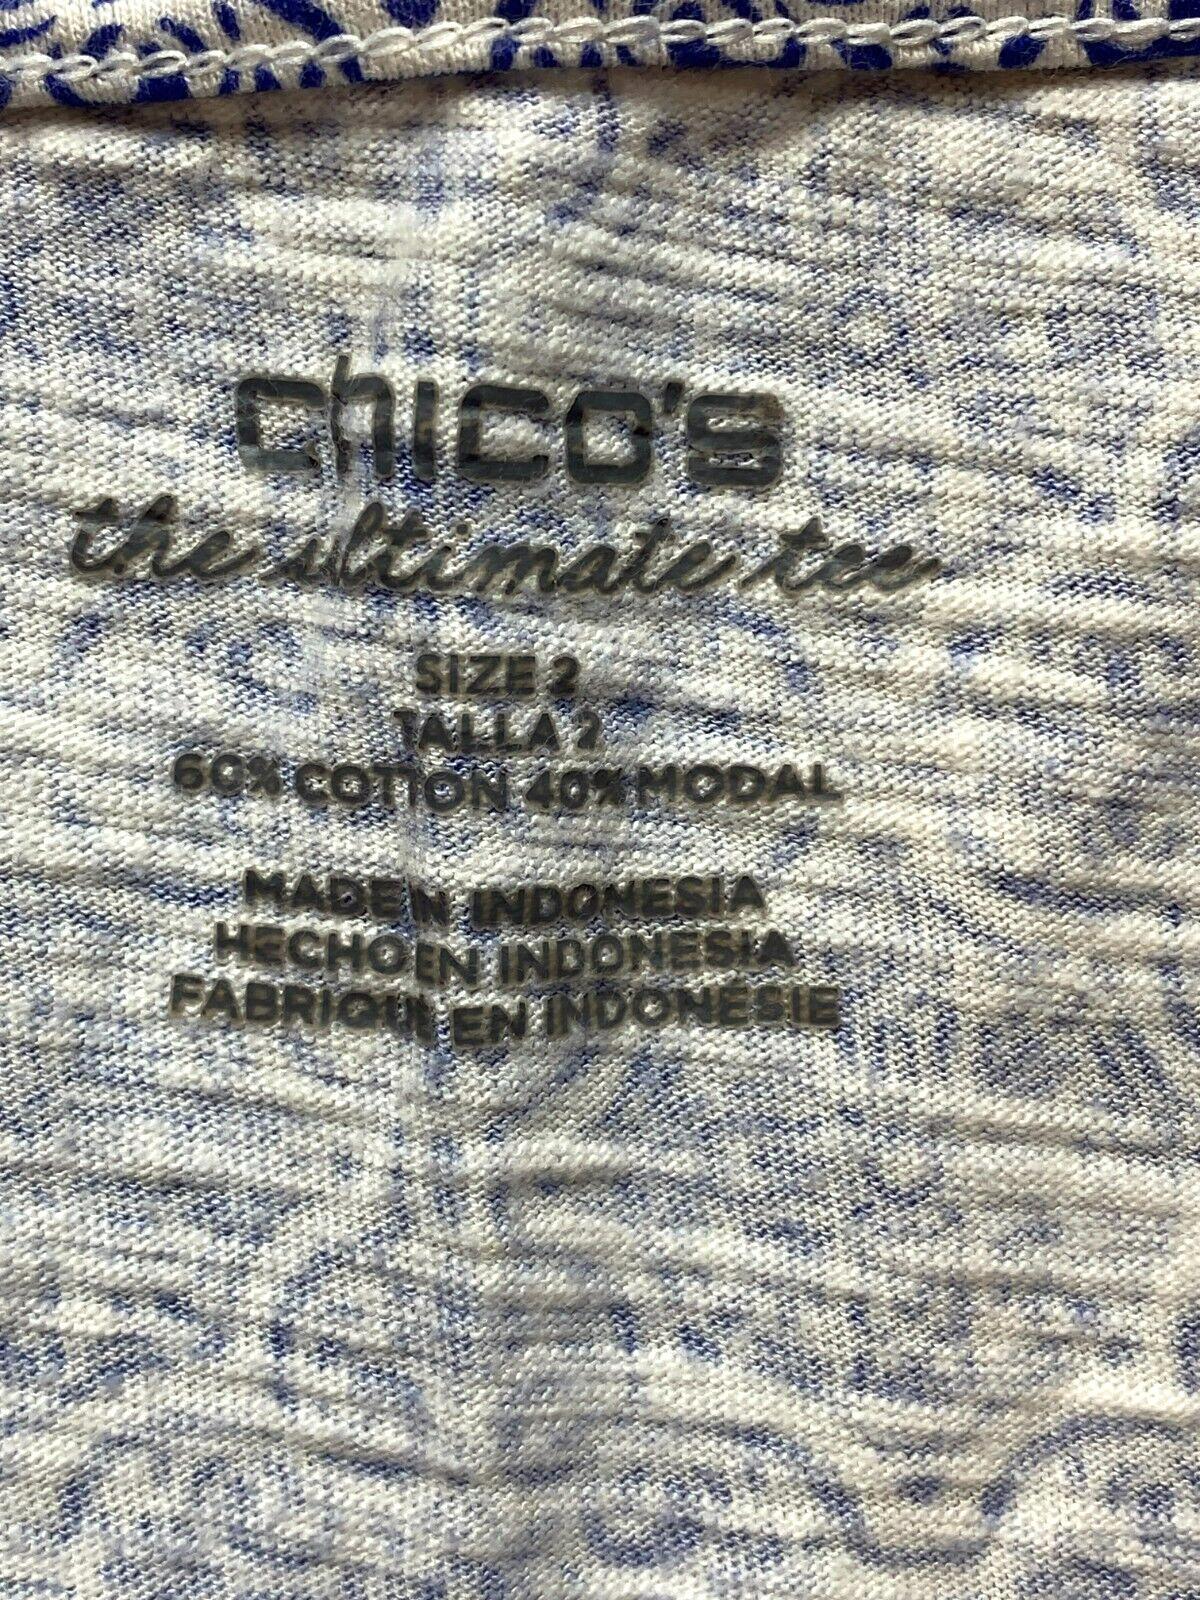 chico's
the ultimate tee
SIZE 2
TALLA 2
60% COTTON 40% MODAL
MADE IN INDONESIA
HECHO EN INDONESIA
FABRIQUE EN INDONÉSIE